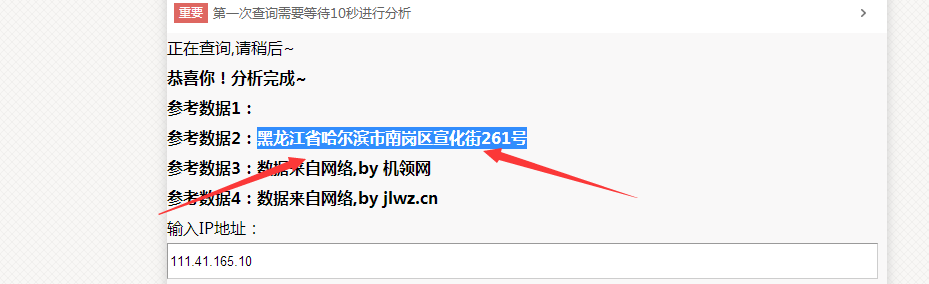 重要 第一次查询需要等待10秒进行分析
正在查询,请稍后~
恭喜你！分析完成~
参考数据1：
参考数据2：黑龙江省哈尔滨市南岗区宣化街261号
参考数据3：数据来自网络,by 机领网
参考数据4：数据来自网络,by jlwz.cn
输入IP地址：
111.41.165.10